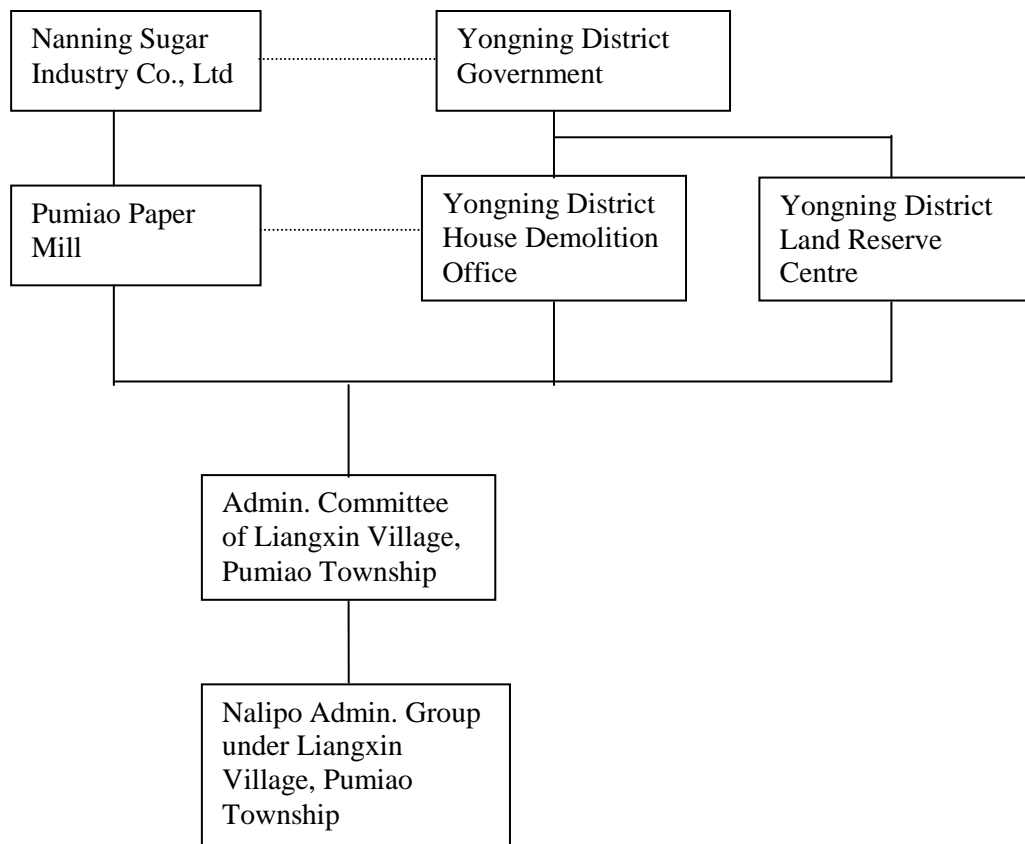 Nanning Sugar
Industry Co., Ltd
Yongning District
Government
Pumiao Paper
Mill
Yongning District
House Demolition
Office
Yongning District
Land Reserve
Centre
Admin. Committee
of Liangxin Village,
Pumiao Township
Nalipo Admin. Group
under Liangxin
Village, Pumiao
Township